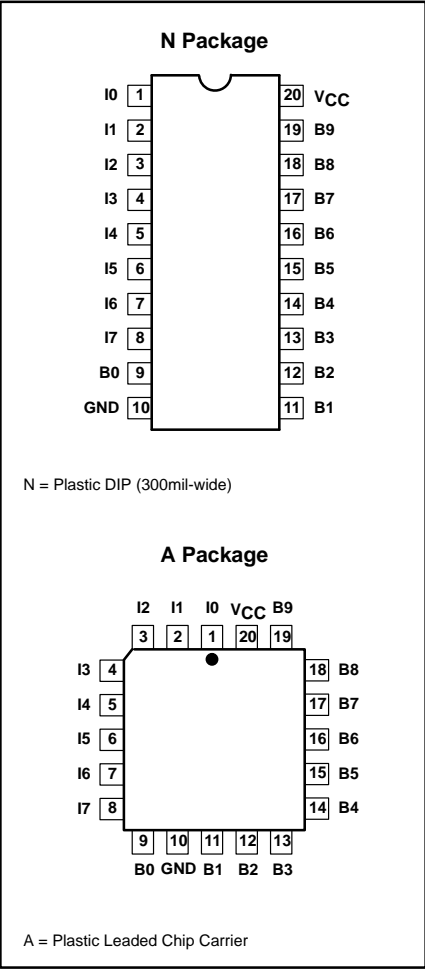 N Package
I0 1 20 VCC
I1 2 19 B9
I2 3 18 B8
I3 4 17 B7
I4 5 16 B6
I5 6 15 B5
I6 7 14 B4
I7 8 13 B3
B0 9 12 B2
GND 10 11 B1
N = Plastic DIP (300mil-wide)
A Package
I2 I1 I0 VCC B9
3 2 1 20 19
I3 4 18 B8
I4 5 17 B7
I5 6 16 B6
I6 7 15 B5
I7 8 14 B4
9 10 11 12 13
B0 GND B1 B2 B3
A = Plastic Leaded Chip Carrier